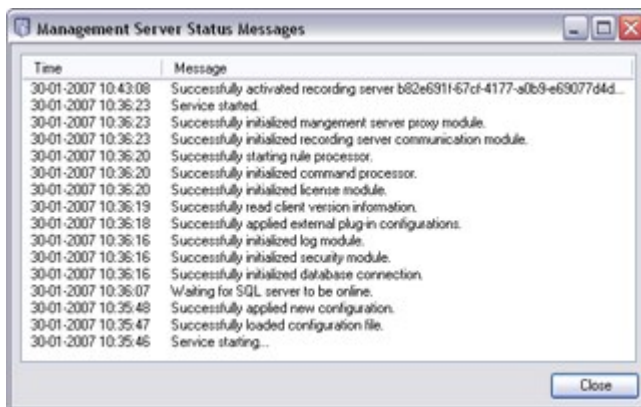 Management Server Status Messages
Time Message
30-01-2007 10:43:08 Successfully activated recording server b82e691f-67cf-4177-a0b9-e69077d4d...
30-01-2007 10:36:23 Service started.
30-01-2007 10:36:23 Successfully initialized mangement server proxy module.
30-01-2007 10:36:23 Successfully initialized recording server communication module.
30-01-2007 10:36:20 Successfully starting rule processor.
30-01-2007 10:36:20 Successfully initialized command processor.
30-01-2007 10:36:20 Successfully initialized license module.
30-01-2007 10:36:19 Successfully read client version information.
30-01-2007 10:36:18 Successfully applied external plug-in configurations.
30-01-2007 10:36:16 Successfully initialized log module.
30-01-2007 10:36:16 Successfully initialized security module.
30-01-2007 10:36:16 Successfully initialized database connection.
30-01-2007 10:36:07 Waiting for SQL server to be online.
30-01-2007 10:35:48 Successfully applied new configuration.
30-01-2007 10:35:47 Successfully loaded configuration file.
30-01-2007 10:35:46 Service starting...
Close